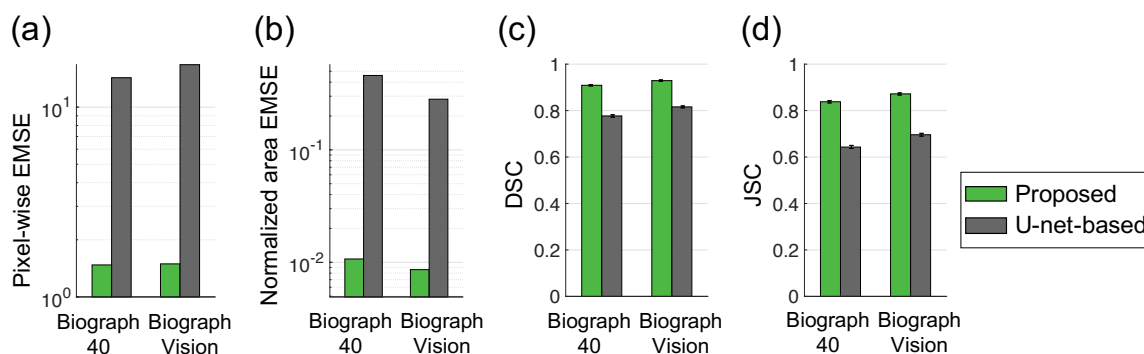 (a)
Pixel-wise EMSE
10^1
10^0
Biograph
40
Biograph
Vision
(b)
Normalized area EMSE
10^-1
10^-2
Biograph
40
Biograph
Vision
(c)
DSC
1
0.8
0.6
0.4
0.2
0
Biograph
40
Biograph
Vision
(d)
JSC
1
0.8
0.6
0.4
0.2
0
Biograph
40
Biograph
Vision
Proposed
U-net-based